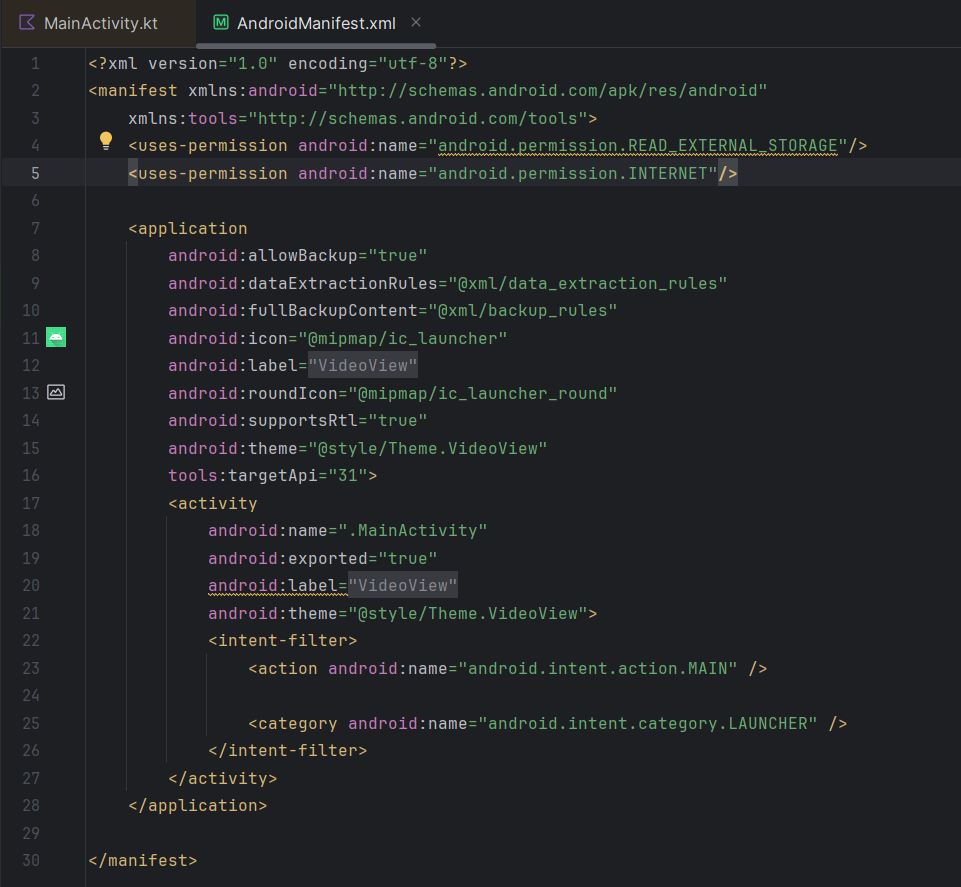 MainActivity.kt AndroidManifest.xml
1 <?xml version="1.0" encoding="utf-8"?>
2 <manifest xmlns:android="http://schemas.android.com/apk/res/android"
3     xmlns:tools="http://schemas.android.com/tools">
4     <uses-permission android:name="android.permission.READ_EXTERNAL_STORAGE"/>
5     <uses-permission android:name="android.permission.INTERNET"/>
6
7     <application
8         android:allowBackup="true"
9         android:dataExtractionRules="@xml/data_extraction_rules"
10         android:fullBackupContent="@xml/backup_rules"
11         android:icon="@mipmap/ic_launcher"
12         android:label="VideoView"
13         android:roundIcon="@mipmap/ic_launcher_round"
14         android:supportsRtl="true"
15         android:theme="@style/Theme.VideoView"
16         tools:targetApi="31">
17         <activity
18             android:name=".MainActivity"
19             android:exported="true"
20             android:label="VideoView"
21             android:theme="@style/Theme.VideoView">
22             <intent-filter>
23                 <action android:name="android.intent.action.MAIN" />
24
25                 <category android:name="android.intent.category.LAUNCHER" />
26             </intent-filter>
27         </activity>
28     </application>
29
30 </manifest>